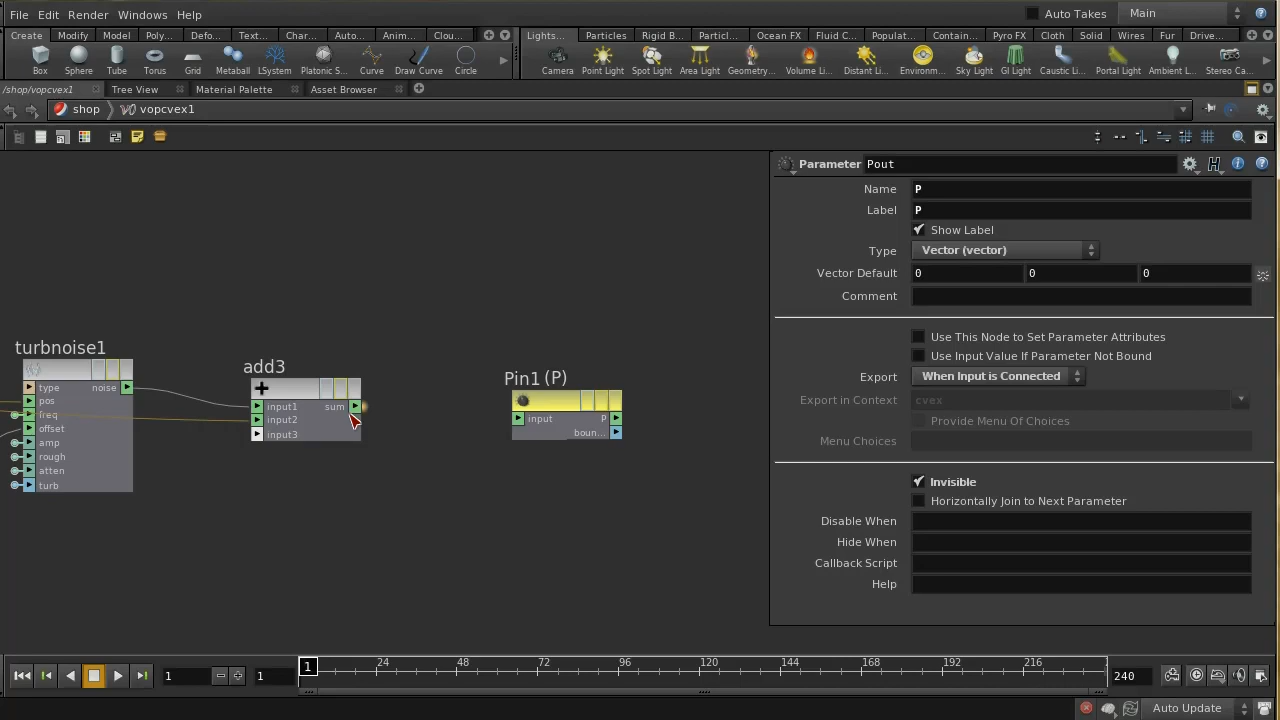 File Edit Render Windows Help
Auto Takes
Main
Create Modify Model Poly... Defo... Text... Char... Auto... Anim... Clou...
Lights... Particles Rigid B... Particl... Ocean FX Fluid C... Populat... Contain... Pyro FX Cloth Solid Wires Fur Drive...
Box Sphere Tube Torus Grid Metaball LSystem Platonic S... Curve Draw Curve Circle
Camera Point Light Spot Light Area Light Geometry... Volume Li... Distant Li... Environm... Sky Light GI Light Caustic Li... Portal Light Ambient L... Stereo Ca...
/shop/vopcvex1 Tree View Material Palette Asset Browser
shop vopcvex1
Parameter Pout
Name P
Label P
Show Label
Type Vector (vector)
Vector Default 0 0 0
Comment
Use This Node to Set Parameter Attributes
Use Input Value If Parameter Not Bound
Export When Input is Connected
Export in Context cvex
Provide Menu Of Choices
Menu Choices
Invisible
Horizontally Join to Next Parameter
Disable When
Hide When
Callback Script
Help
turbnoise1
type noise
pos
freq
offset
amp
rough
atten
turb
add3
input1 sum
input2
input3
Pin1 (P)
input P
boun...
1 1 1 24 48 72 96 120 144 168 192 216 240
Auto Update